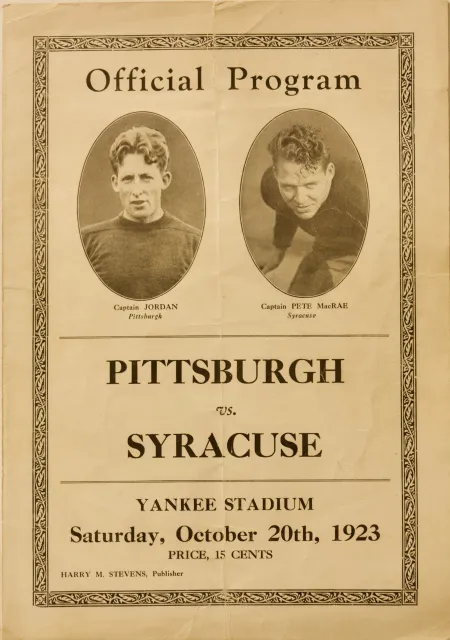 Official Program
Captain JORDAN
Pittsburgh
Captain PETE MacRAE
Syracuse
PITTSBURGH
vs.
SYRACUSE
YANKEE STADIUM
Saturday, October 20th, 1923
PRICE, 15 CENTS
HARRY M. STEVENS, Publisher